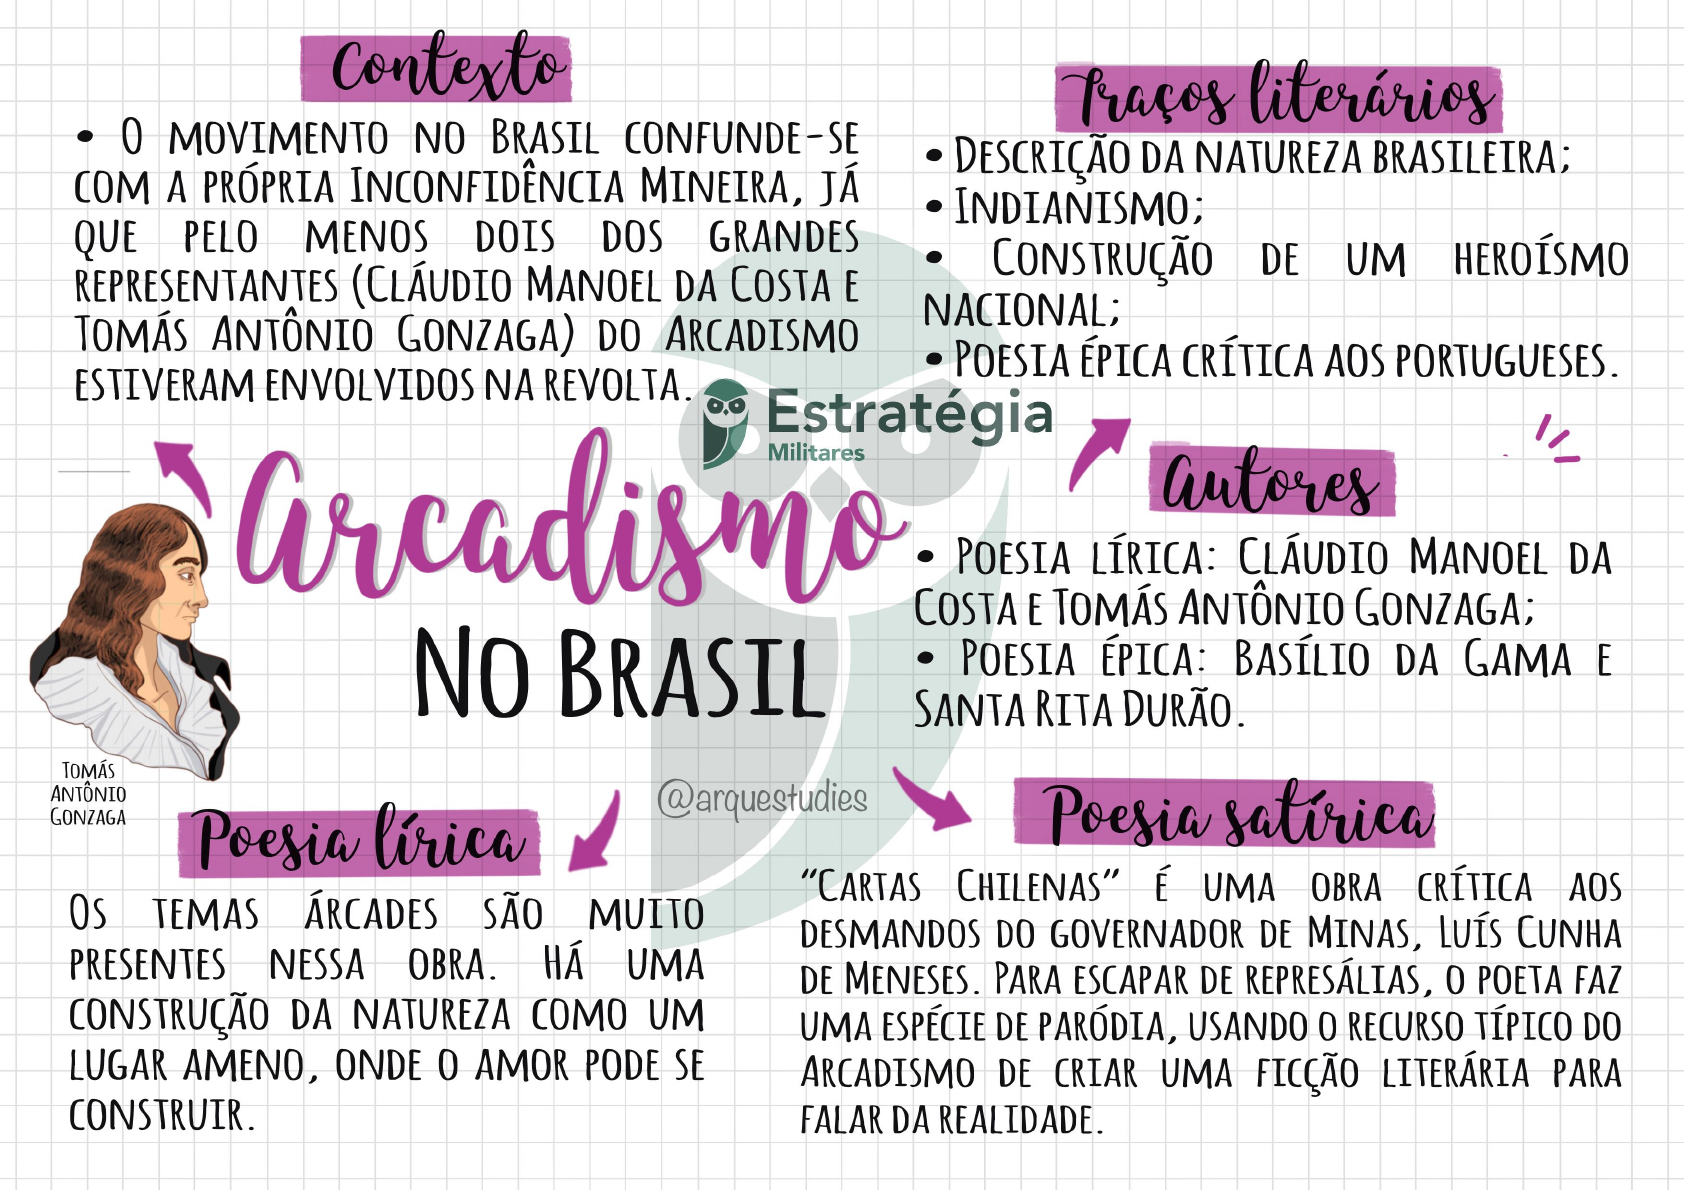 Contexto
• O movimento no Brasil confunde-se
com a própria Inconfidência Mineira, já
que pelo menos dois dos grandes
representantes (Cláudio Manoel da Costa e
Tomás Antônio Gonzaga) do Arcadismo
estiveram envolvidos na revolta.
Traços literários
• Descrição da natureza brasileira;
• Indianismo;
• Construção de um heroísmo
nacional;
• Poesia épica crítica aos portugueses.
Estratégia
Militares
Arcadismo
No Brasil
Autores
• Poesia lírica: Cláudio Manoel da
Costa e Tomás Antônio Gonzaga;
• Poesia épica: Basílio da Gama e
Santa Rita Durão.
Tomás
Antônio
Gonzaga
@arquestudies
Poesia lírica
Os temas árcades são muito
presentes nessa obra. Há uma
construção da natureza como um
lugar ameno, onde o amor pode se
construir.
Poesia satírica
“Cartas Chilenas” é uma obra crítica aos
desmandos do governador de Minas, Luís Cunha
de Meneses. Para escapar de represálias, o poeta faz
uma espécie de paródia, usando o recurso típico do
Arcadismo de criar uma ficção literária para
falar da realidade.